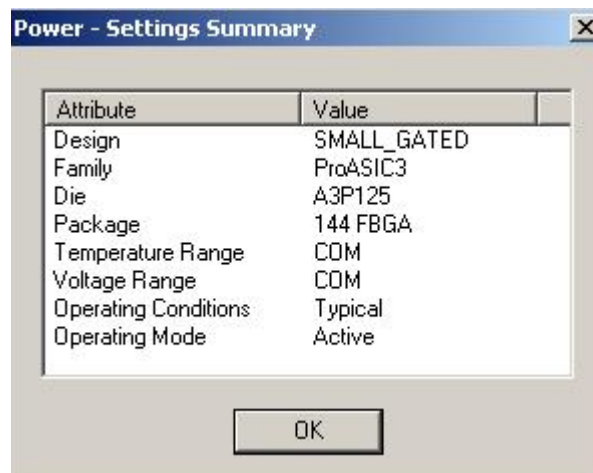 Power - Settings Summary
Attribute Value
Design SMALL_GATED
Family ProASIC3
Die A3P125
Package 144 FBGA
Temperature Range COM
Voltage Range COM
Operating Conditions Typical
Operating Mode Active
OK